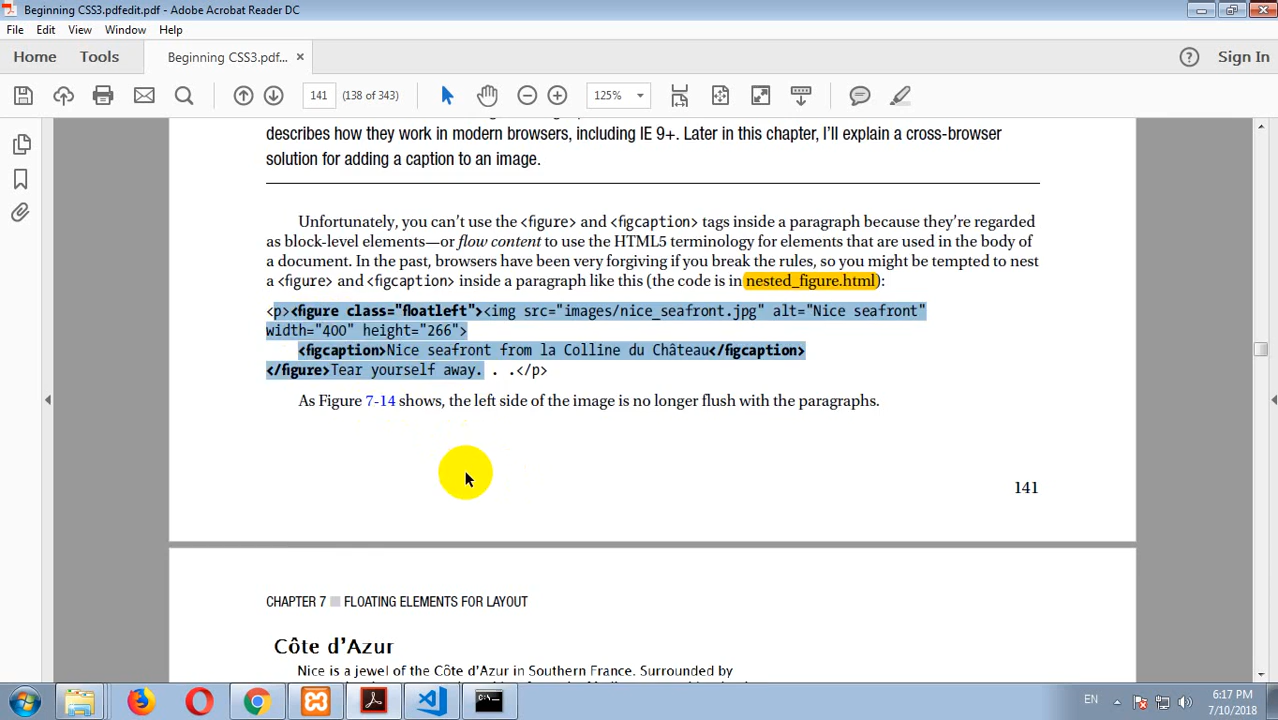 Beginning CSS3.pdfedit.pdf - Adobe Acrobat Reader DC
File Edit View Window Help
Home Tools Beginning CSS3.pdf... × Sign In
141 (138 of 343) 125%
describes how they work in modern browsers, including IE 9+. Later in this chapter, I'll explain a cross-browser
solution for adding a caption to an image.
Unfortunately, you can't use the <figure> and <figcaption> tags inside a paragraph because they're regarded
as block-level elements—or flow content to use the HTML5 terminology for elements that are used in the body of
a document. In the past, browsers have been very forgiving if you break the rules, so you might be tempted to nest
a <figure> and <figcaption> inside a paragraph like this (the code is in nested_figure.html):
<p><figure class="floatleft"><img src="images/nice_seafront.jpg" alt="Nice seafront"
width="400" height="266">
<figcaption>Nice seafront from la Colline du Château</figcaption>
</figure>Tear yourself away. . .</p>
As Figure 7-14 shows, the left side of the image is no longer flush with the paragraphs.
141
CHAPTER 7 FLOATING ELEMENTS FOR LAYOUT
Côte d'Azur
Nice is a jewel of the Côte d'Azur in Southern France. Surrounded by
EN 6:17 PM
7/10/2018